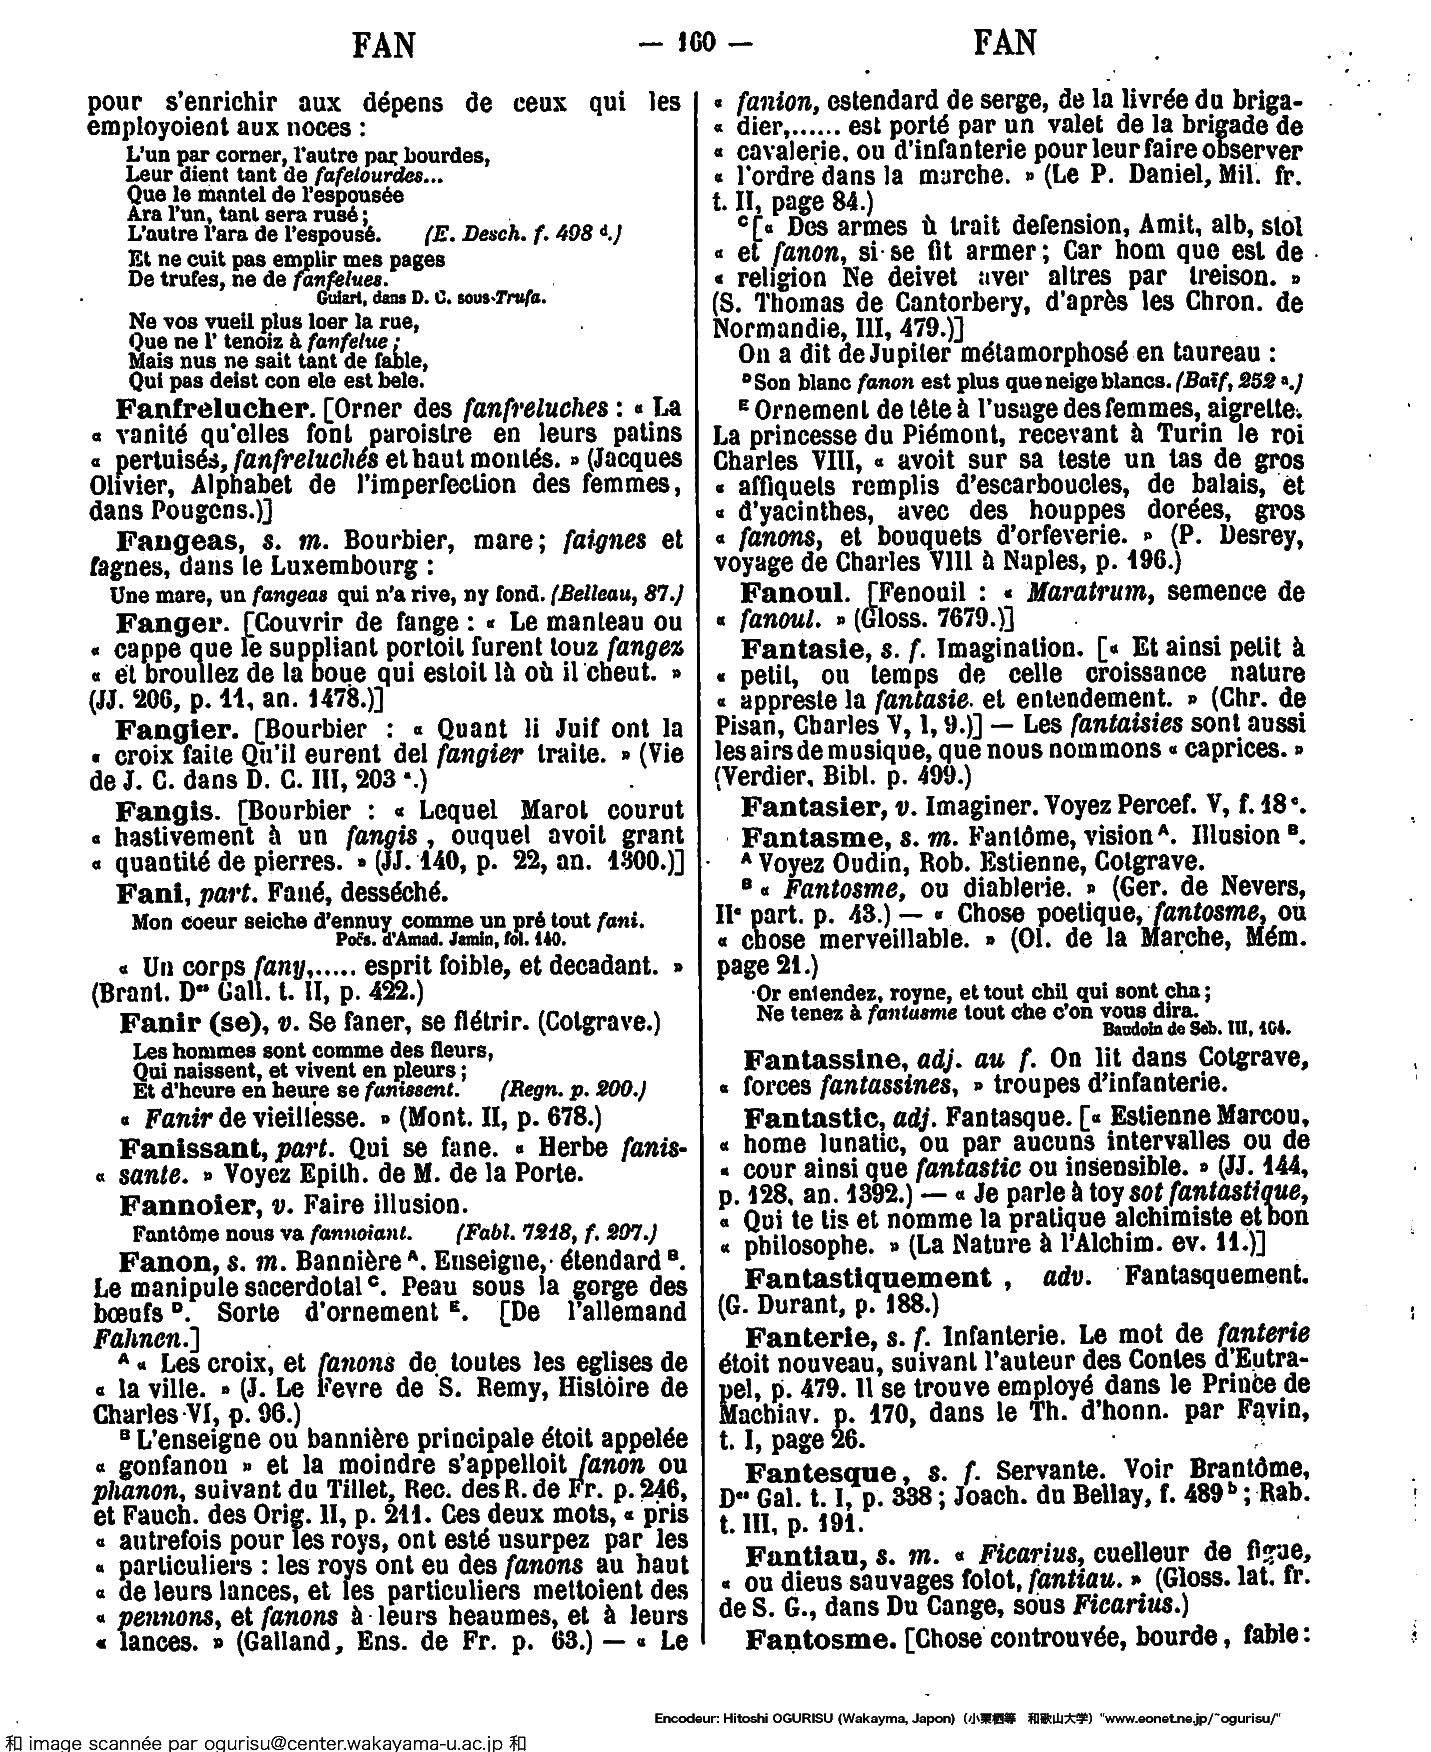 FAN — 160 — FAN
pour s'enrichir aux dépens de ceux qui les
employoient aux noces :
L'un par corner, l'autre par bourdes,
Leur dient tant de fafelourdes...
Que le mantel de l'espousée
Ara l'un, tant sera rusé ;
L'autre l'ara de l'espousé. (E. Desch. f. 498 d.)
Et ne cuit pas emplir mes pages
De trufes, ne de fanfelues.
Guiart, dans D. C. sous Trufa.
Ne vos vueil plus loer la rue,
Que ne l' tenoiz à fanfelue ;
Mais nus ne sait tant de fable,
Qui pas deist con ele est bele.
Fanfrelucher. [Orner des fanfreluches : « La
« vanité qu'elles font paroistre en leurs patins
« pertuisés, fanfreluchés et haut montés. » (Jacques
Olivier, Alphabet de l'imperfection des femmes,
dans Pougens.)]
Fangeas, s. m. Bourbier, mare ; faignes et
fagnes, dans le Luxembourg :
Une mare, un fangeas qui n'a rive, ny fond. (Belleau, 87.)
Fanger. [Couvrir de fange : « Le manteau ou
« cappe que le suppliant portoit furent touz fangez
« et broullez de la boue qui estoit là où il cheut. »
(JJ. 206, p. 11, an. 1478.)]
Fangier. [Bourbier : « Quant li Juif ont la
« croix faite Qu'il eurent del fangier traite. » (Vie
de J. C. dans D. C. III, 203 a.)
Fangis. [Bourbier : « Lequel Marot courut
« hastivement à un fangis, ouquel avoit grant
« quantité de pierres. » (JJ. 140, p. 22, an. 1300.)]
Fani, part. Fané, desséché.
Mon coeur seiche d'ennuy comme un pré tout fani.
Poës. d'Amad. Jamin, fol. 140.
« Un corps fany,..... esprit foible, et decadant. »
(Brant. Des Gall. t. II, p. 422.)
Fanir (se), v. Se faner, se flétrir. (Cotgrave.)
Les hommes sont comme des fleurs,
Qui naissent, et vivent en pleurs ;
Et d'heure en heure se fanissent. (Regn. p. 200.)
« Fanir de vieillesse. » (Mont. II, p. 678.)
Fanissant, part. Qui se fane. « Herbe fanis-
« sante. » Voyez Epith. de M. de la Porte.
Fannoier, v. Faire illusion.
Fantôme nous va fannoiant. (Fabl. 7218, f. 207.)
Fanon, s. m. Bannière A. Enseigne, étendard B.
Le manipule sacerdotal C. Peau sous la gorge des
bœufs D. Sorte d'ornement E. [De l'allemand
Fahnen.]
A « Les croix, et fanons de toutes les eglises de
« la ville. » (J. Le Fevre de S. Remy, Histoire de
Charles VI, p. 96.)
B L'enseigne ou bannière principale étoit appelée
« gonfanon » et la moindre s'appelloit fanon ou
phanon, suivant du Tillet, Rec. des R. de Fr. p. 246,
et Fauch. des Orig. II, p. 211. Ces deux mots, « pris
« autrefois pour les roys, ont esté usurpez par les
« particuliers : les roys ont eu des fanons au haut
« de leurs lances, et les particuliers mettoient des
« pennons, et fanons à leurs heaumes, et à leurs
« lances. » (Galland, Ens. de Fr. p. 63.) — « Le
« fanion, estendard de serge, de la livrée du briga-
« dier,...... est porté par un valet de la brigade de
« cavalerie, ou d'infanterie pour leur faire observer
« l'ordre dans la marche. » (Le P. Daniel, Mil. fr.
t. II, page 84.)
C [« Des armes ù trait defension, Amit, alb, stol
« et fanon, si se fit armer ; Car hom que est de
« religion Ne deivet aver altres par treison. »
(S. Thomas de Cantorbery, d'après les Chron. de
Normandie, III, 479.)]
On a dit de Jupiter métamorphosé en taureau :
D Son blanc fanon est plus que neige blancs. (Baïf, 252 a.)
E Ornement de tête à l'usage des femmes, aigrette.
La princesse du Piémont, recevant à Turin le roi
Charles VIII, « avoit sur sa teste un tas de gros
« affiquets remplis d'escarboucles, de balais, et
« d'yacinthes, avec des houppes dorées, gros
« fanons, et bouquets d'orfeverie. » (P. Desrey,
voyage de Charles VIII à Naples, p. 196.)
Fanoul. [Fenouil : « Maratrum, semence de
« fanoul. » (Gloss. 7679.)]
Fantasie, s. f. Imagination. [« Et ainsi petit à
« petit, ou temps de celle croissance nature
« appreste la fantasie et entendement. » (Chr. de
Pisan, Charles V, I, 9.)] — Les fantaisies sont aussi
les airs de musique, que nous nommons « caprices. »
(Verdier, Bibl. p. 499.)
Fantasier, v. Imaginer. Voyez Percef. V, f. 18 c.
Fantasme, s. m. Fantôme, vision A. Illusion B.
A Voyez Oudin, Rob. Estienne, Cotgrave.
B « Fantosme, ou diablerie. » (Ger. de Nevers,
IIe part. p. 43.) — « Chose poetique, fantosme, ou
« chose merveillable. » (Ol. de la Marche, Mém.
page 21.)
Or entendez, royne, et tout chil qui sont cha ;
Ne tenez à fantasme tout che c'on vous dira.
Baudoin de Seb. III, 104.
Fantassine, adj. au f. On lit dans Cotgrave,
« forces fantassines, » troupes d'infanterie.
Fantastic, adj. Fantasque. [« Estienne Marcou,
« home lunatic, ou par aucuns intervalles ou de
« cour ainsi que fantastic ou insensible. » (JJ. 144,
p. 128, an. 1392.) — « Je parle à toy sot fantastique,
« Qui te tis et nomme la pratique alchimiste et bon
« philosophe. » (La Nature à l'Alchim. ev. 11.)]
Fantastiquement, adv. Fantasquement.
(G. Durant, p. 188.)
Fanterie, s. f. Infanterie. Le mot de fanterie
étoit nouveau, suivant l'auteur des Contes d'Eutra-
pel, p. 479. Il se trouve employé dans le Prince de
Machiav. p. 170, dans le Th. d'honn. par Favin,
t. I, page 26.
Fantesque, s. f. Servante. Voir Brantôme,
Des Gal. t. I, p. 338 ; Joach. du Bellay, f. 489 b ; Rab.
t. III, p. 191.
Fantiau, s. m. « Ficarius, cuelleur de figue,
« ou dieus sauvages folot, fantiau. » (Gloss. lat. fr.
de S. G., dans Du Cange, sous Ficarius.)
Fantosme. [Chose controuvée, bourde, fable :
Encodeur: Hitoshi OGURISU (Wakayma, Japon) (小栗栖等 和歌山大学) "www.eonet.ne.jp/~ogurisu/"
和 image scannée par ogurisu@center.wakayama-u.ac.jp 和